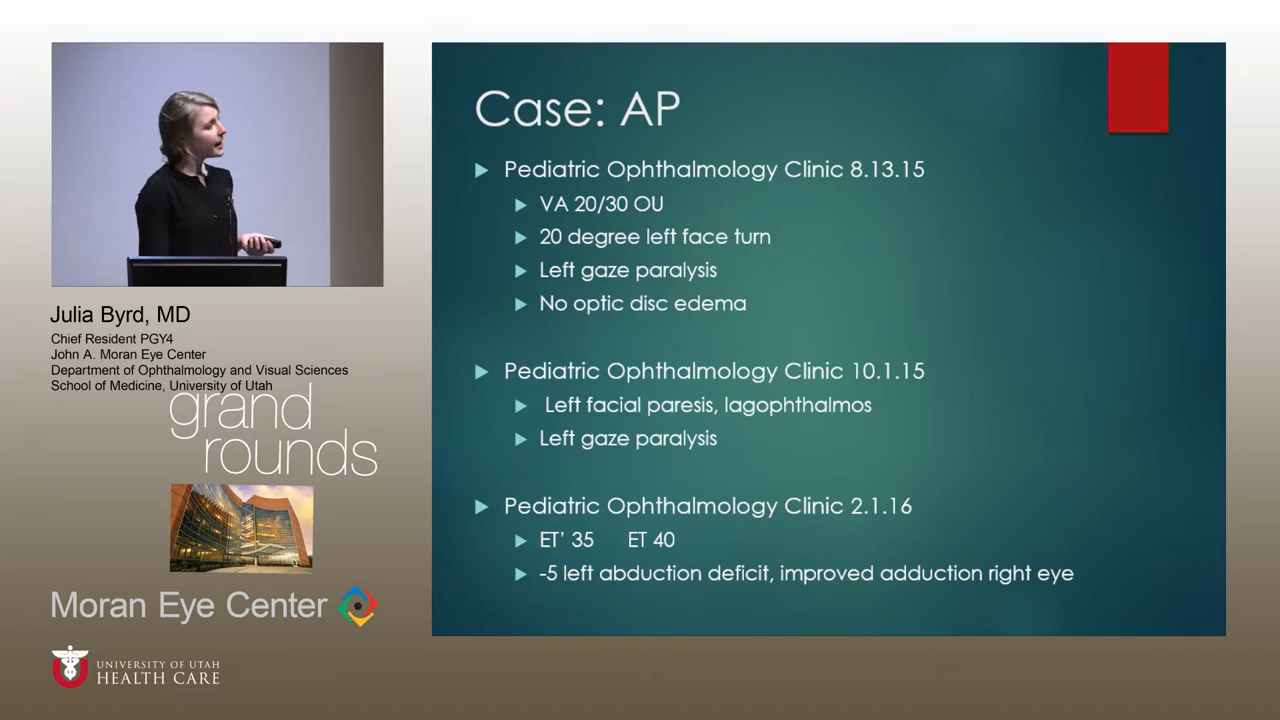 Case: AP
Pediatric Ophthalmology Clinic 8.13.15
VA 20/30 OU
20 degree left face turn
Left gaze paralysis
No optic disc edema
Pediatric Ophthalmology Clinic 10.1.15
Left facial paresis, lagophthalmos
Left gaze paralysis
Pediatric Ophthalmology Clinic 2.1.16
ET' 35 ET 40
-5 left abduction deficit, improved adduction right eye
Julia Byrd, MD
Chief Resident PGY4
John A. Moran Eye Center
Department of Ophthalmology and Visual Sciences
School of Medicine, University of Utah
grand
rounds
Moran Eye Center
UNIVERSITY OF UTAH
HEALTH CARE